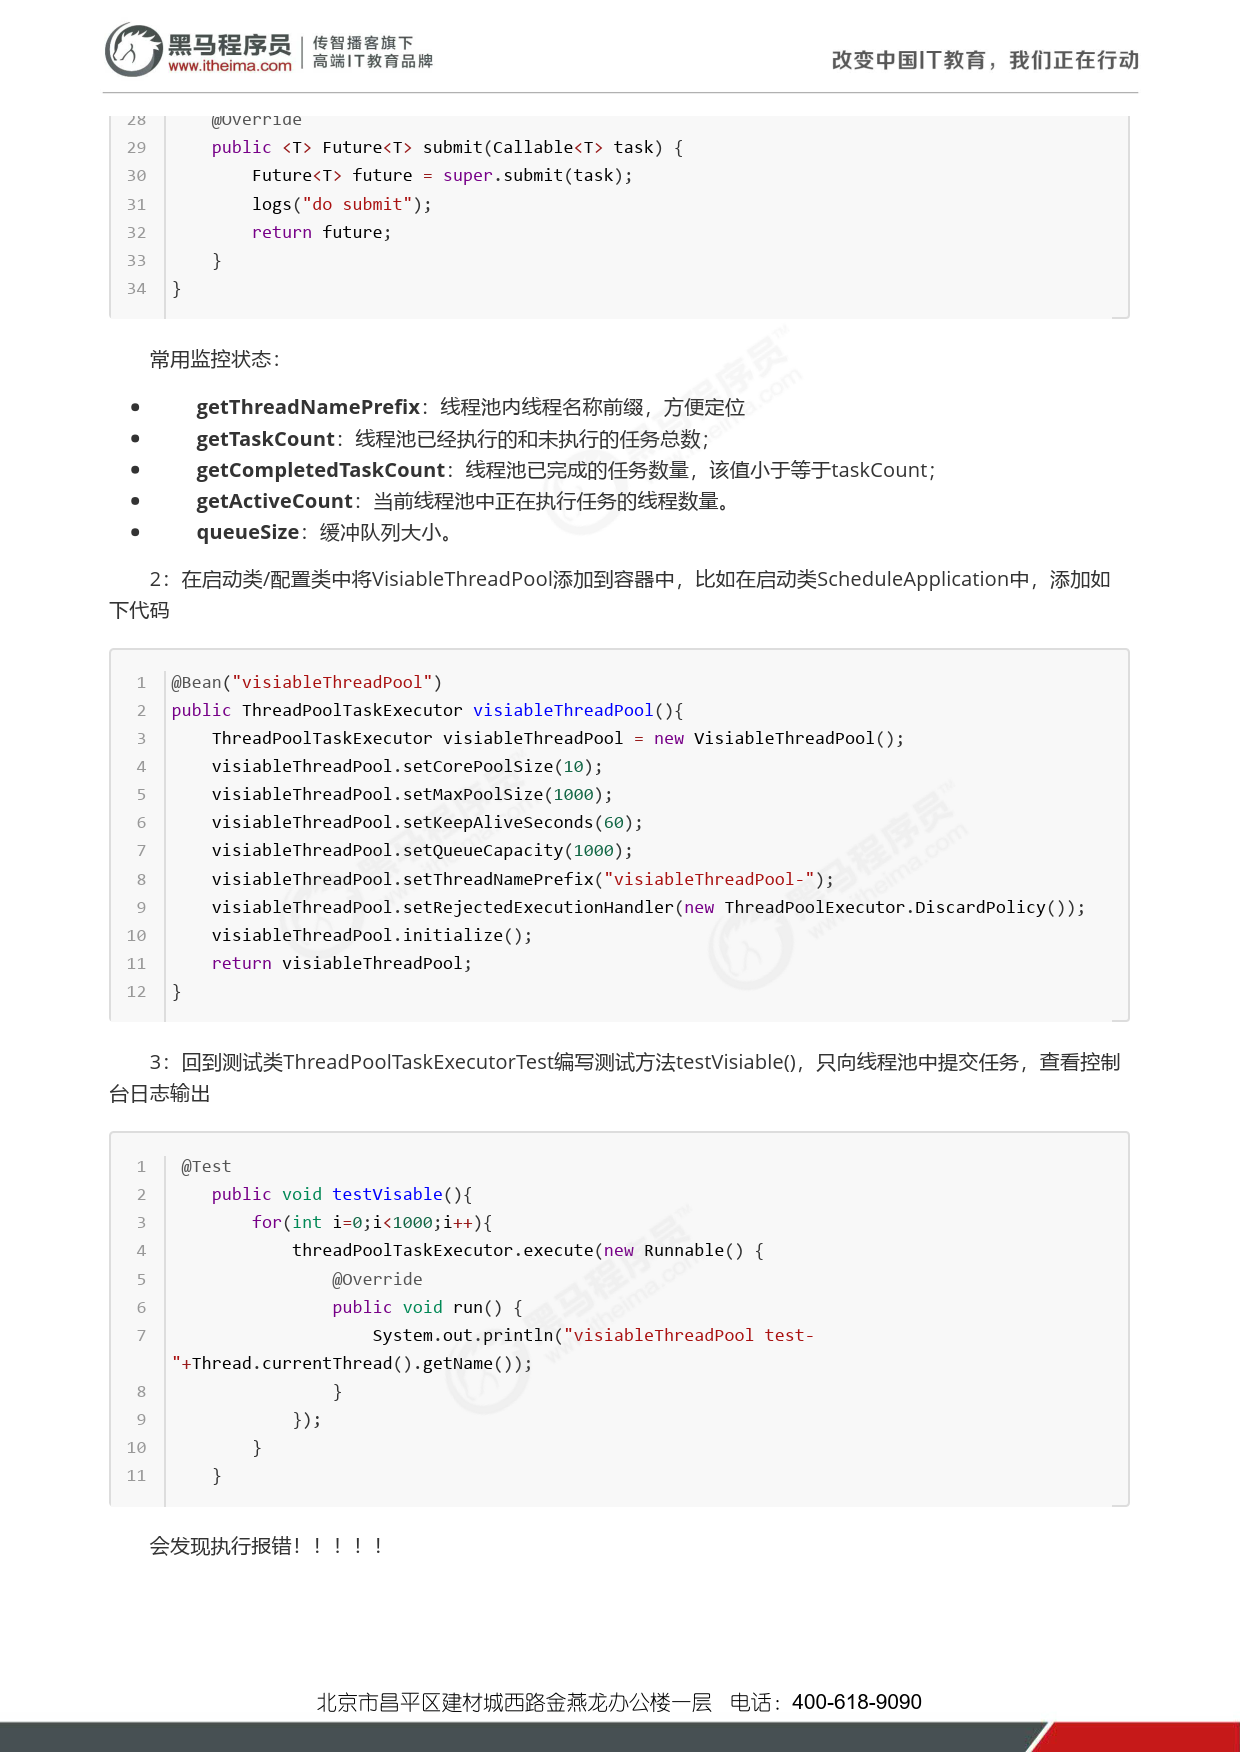 黑马程序员 传智播客旗下
www.itheima.com 高端IT教育品牌
改变中国IT教育，我们正在行动
28     @Override
29     public <T> Future<T> submit(Callable<T> task) {
30         Future<T> future = super.submit(task);
31         logs("do submit");
32         return future;
33     }
34 }
常用监控状态：
● getThreadNamePrefix：线程池内线程名称前缀，方便定位
● getTaskCount：线程池已经执行的和未执行的任务总数；
● getCompletedTaskCount：线程池已完成的任务数量，该值小于等于taskCount；
● getActiveCount：当前线程池中正在执行任务的线程数量。
● queueSize：缓冲队列大小。
2：在启动类/配置类中将VisiableThreadPool添加到容器中，比如在启动类ScheduleApplication中，添加如
下代码
1 @Bean("visiableThreadPool")
2 public ThreadPoolTaskExecutor visiableThreadPool(){
3     ThreadPoolTaskExecutor visiableThreadPool = new VisiableThreadPool();
4     visiableThreadPool.setCorePoolSize(10);
5     visiableThreadPool.setMaxPoolSize(1000);
6     visiableThreadPool.setKeepAliveSeconds(60);
7     visiableThreadPool.setQueueCapacity(1000);
8     visiableThreadPool.setThreadNamePrefix("visiableThreadPool-");
9     visiableThreadPool.setRejectedExecutionHandler(new ThreadPoolExecutor.DiscardPolicy());
10     visiableThreadPool.initialize();
11     return visiableThreadPool;
12 }
3：回到测试类ThreadPoolTaskExecutorTest编写测试方法testVisiable()，只向线程池中提交任务，查看控制
台日志输出
1  @Test
2     public void testVisable(){
3         for(int i=0;i<1000;i++){
4             threadPoolTaskExecutor.execute(new Runnable() {
5                 @Override
6                 public void run() {
7                     System.out.println("visiableThreadPool test-
"+Thread.currentThread().getName());
8                 }
9             });
10         }
11     }
会发现执行报错！！！！！
北京市昌平区建材城西路金燕龙办公楼一层 电话：400-618-9090